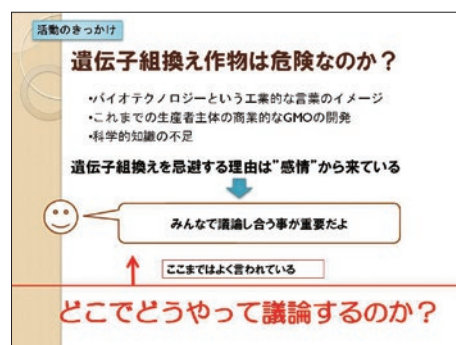 活動のきっかけ
遺伝子組換え作物は危険なのか？
・バイオテクノロジーという工業的な言葉のイメージ
・これまでの生産者主体の商業的なGMOの開発
・科学的知識の不足
遺伝子組換えを忌避する理由は"感情"から来ている
みんなで議論し合う事が重要だよ
ここまではよく言われている
どこでどうやって議論するのか？